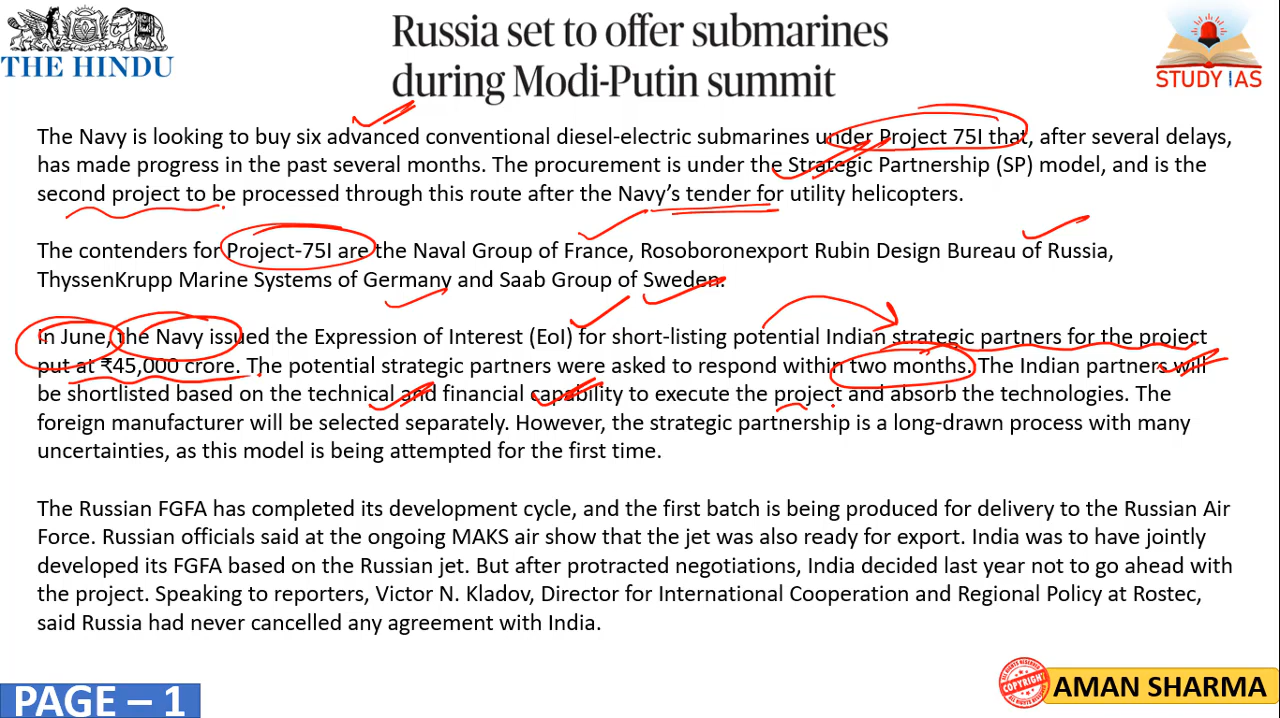 THE HINDU
Russia set to offer submarines
during Modi-Putin summit
STUDY IAS
The Navy is looking to buy six advanced conventional diesel-electric submarines under Project 75I that, after several delays,
has made progress in the past several months. The procurement is under the Strategic Partnership (SP) model, and is the
second project to be processed through this route after the Navy's tender for utility helicopters.
The contenders for Project-75I are the Naval Group of France, Rosoboronexport Rubin Design Bureau of Russia,
ThyssenKrupp Marine Systems of Germany and Saab Group of Sweden.
In June, the Navy issued the Expression of Interest (EoI) for short-listing potential Indian strategic partners for the project
put at ₹45,000 crore. The potential strategic partners were asked to respond within two months. The Indian partners will
be shortlisted based on the technical and financial capability to execute the project and absorb the technologies. The
foreign manufacturer will be selected separately. However, the strategic partnership is a long-drawn process with many
uncertainties, as this model is being attempted for the first time.
The Russian FGFA has completed its development cycle, and the first batch is being produced for delivery to the Russian Air
Force. Russian officials said at the ongoing MAKS air show that the jet was also ready for export. India was to have jointly
developed its FGFA based on the Russian jet. But after protracted negotiations, India decided last year not to go ahead with
the project. Speaking to reporters, Victor N. Kladov, Director for International Cooperation and Regional Policy at Rostec,
said Russia had never cancelled any agreement with India.
PAGE – 1
COPYRIGHT
ALL RIGHTS RESERVED
AMAN SHARMA